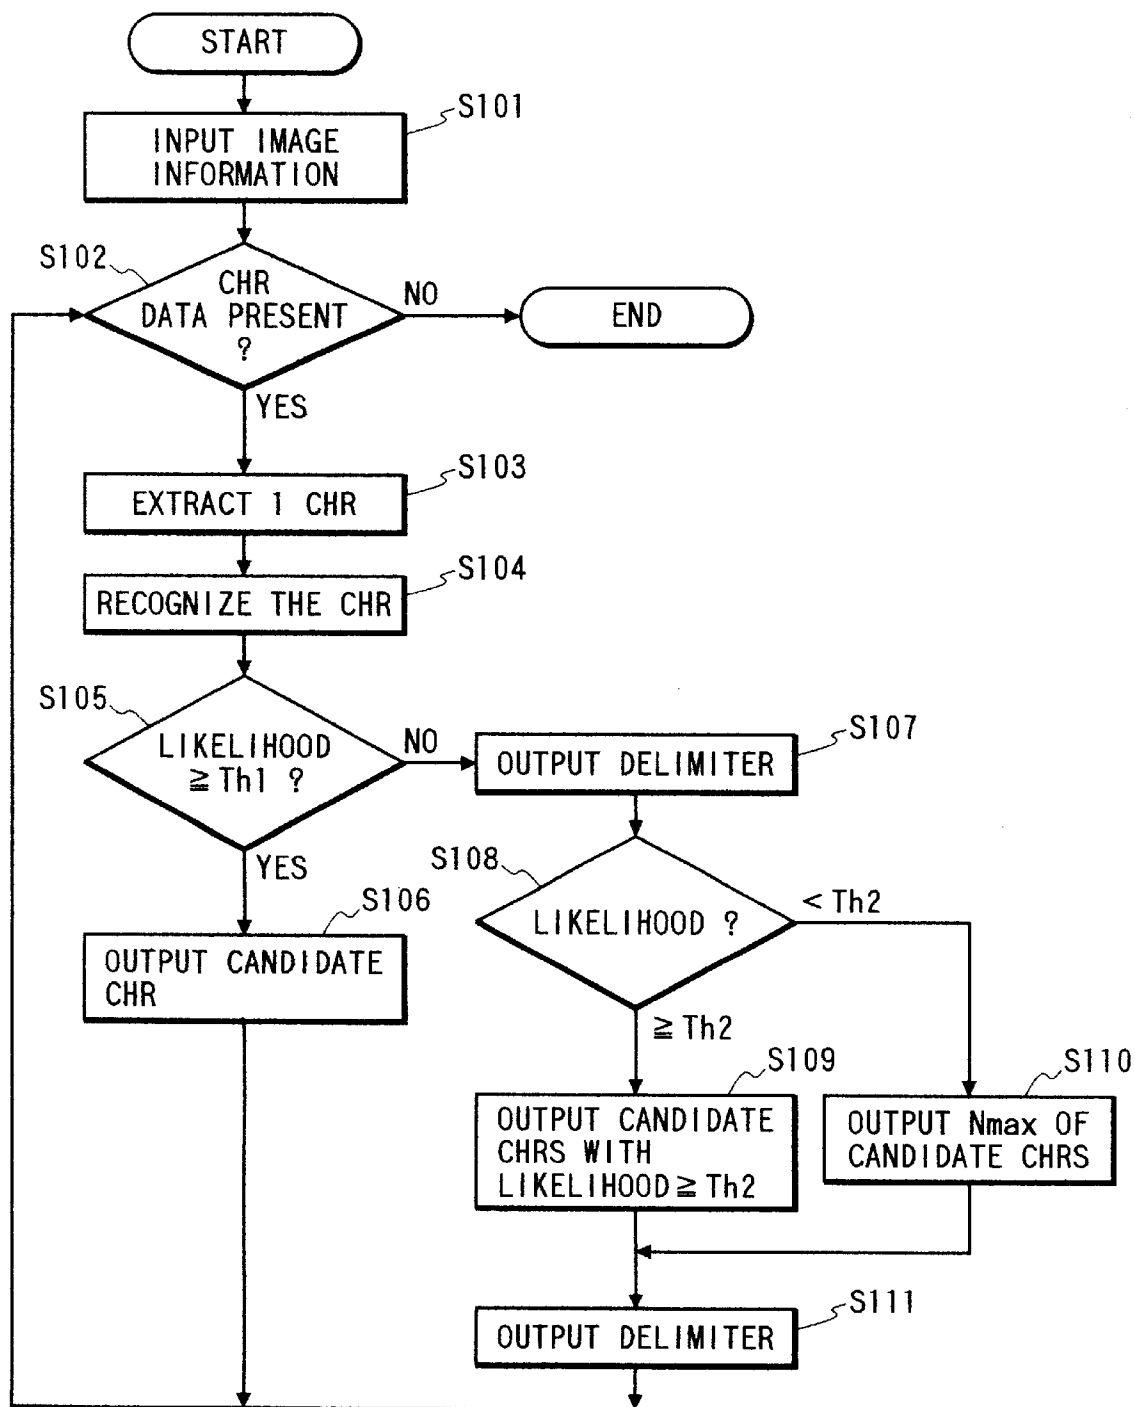 START
S101
INPUT IMAGE
INFORMATION
S102
CHR
DATA PRESENT
?
NO
END
YES
S103
EXTRACT 1 CHR
S104
RECOGNIZE THE CHR
S105
LIKELIHOOD
≧ Th1 ?
NO
S107
OUTPUT DELIMITER
YES
S108
LIKELIHOOD ?
< Th2
S106
OUTPUT CANDIDATE
CHR
≧ Th2
S109
OUTPUT CANDIDATE
CHRS WITH
LIKELIHOOD ≧ Th2
S110
OUTPUT Nmax OF
CANDIDATE CHRS
S111
OUTPUT DELIMITER